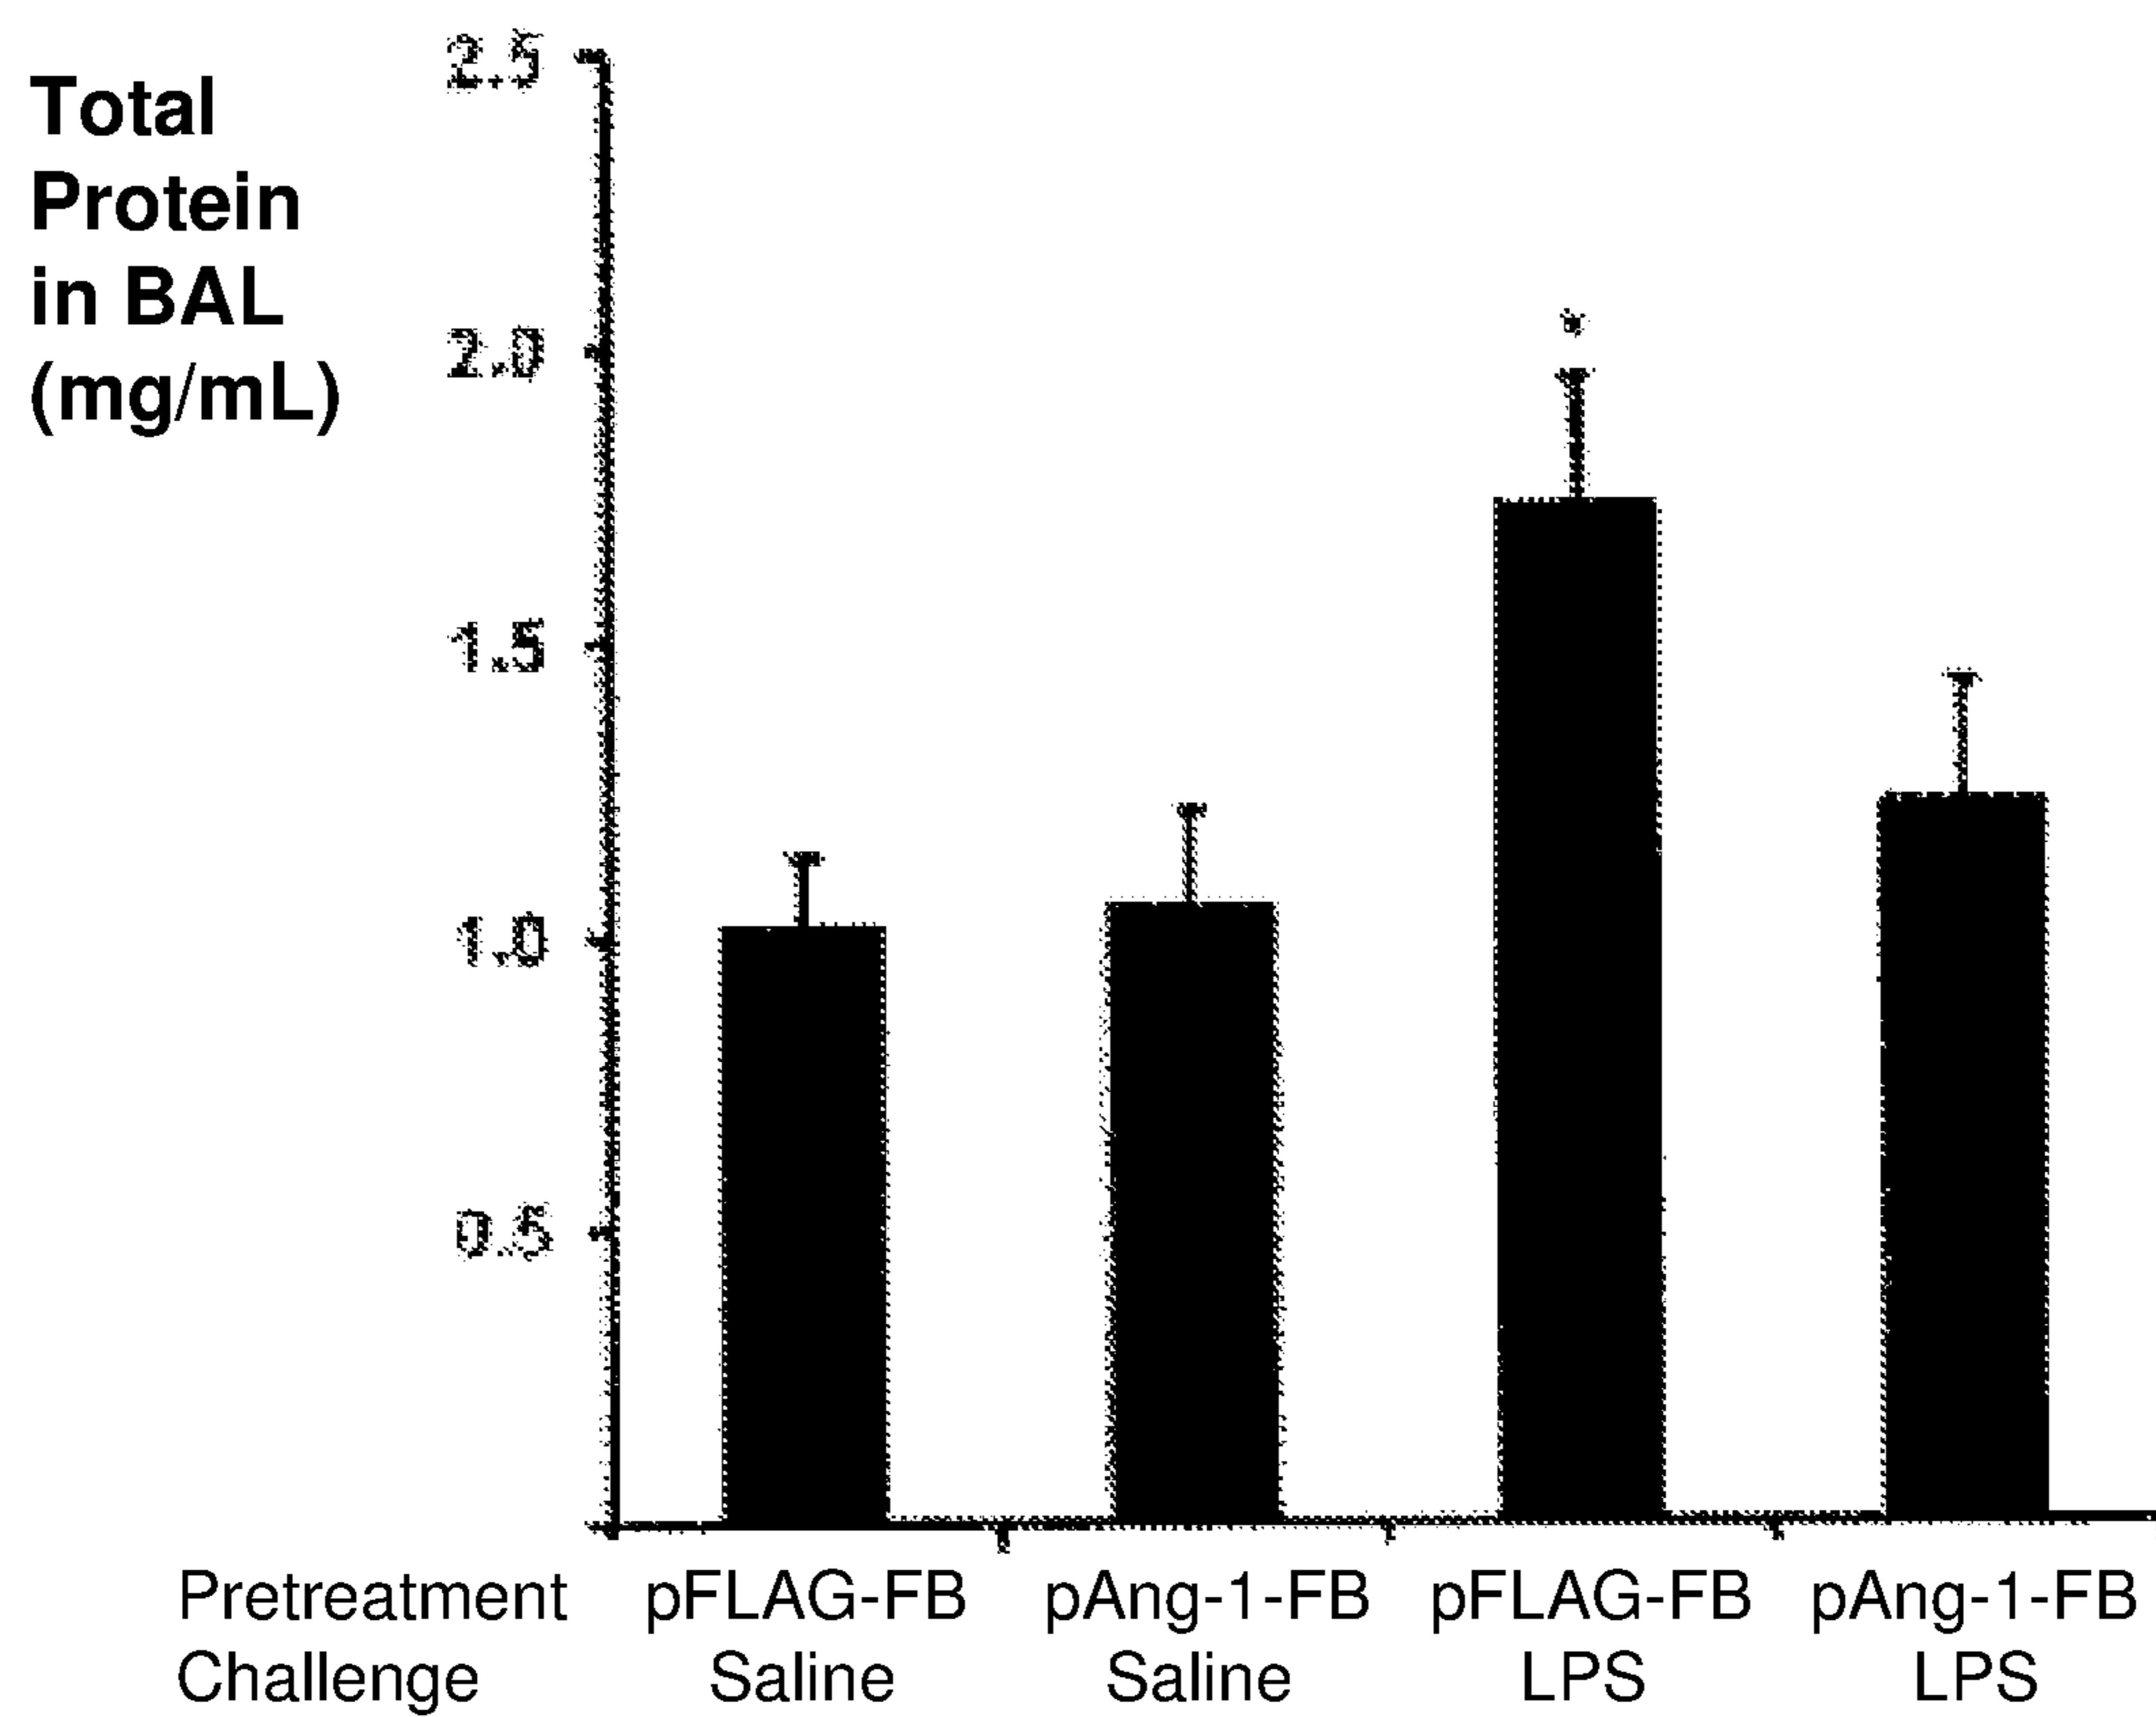 Total
Protein
in BAL
(mg/mL)
2.5
2.0
1.5
1.0
0.5
*
Pretreatment pFLAG-FB pAng-1-FB pFLAG-FB pAng-1-FB
Challenge Saline Saline LPS LPS